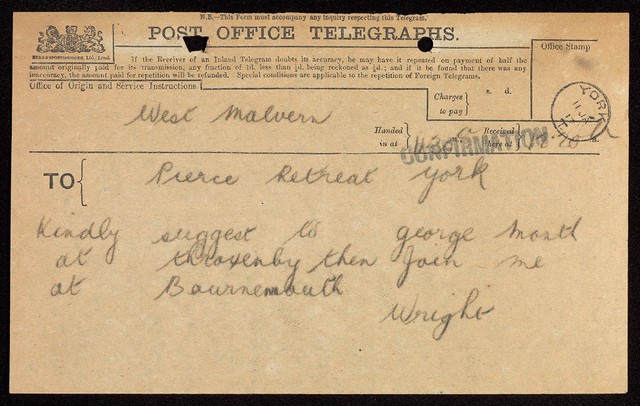 N.B.—This Form must accompany any inquiry respecting this Telegram.
POST OFFICE TELEGRAPHS.
If the Receiver of an Inland Telegram doubts its accuracy, he may have it repeated on payment of half the
amount originally paid for its transmission, any fraction of 1d. less than ½d. being reckoned as ½d.; and if it be found that there was any
inaccuracy, the amount paid for repetition will be refunded. Special conditions are applicable to the repetition of Foreign Telegrams.
Office Stamp
Office of Origin and Service Instructions.
Charges to pay
s. d.
West Malvern
YORK
Handed in at
Received here at
CONFIRMATION
TO
Pierce Retreat York
Kindly suggest to george month
at throxenby then Join me
at Bournemouth
Wright